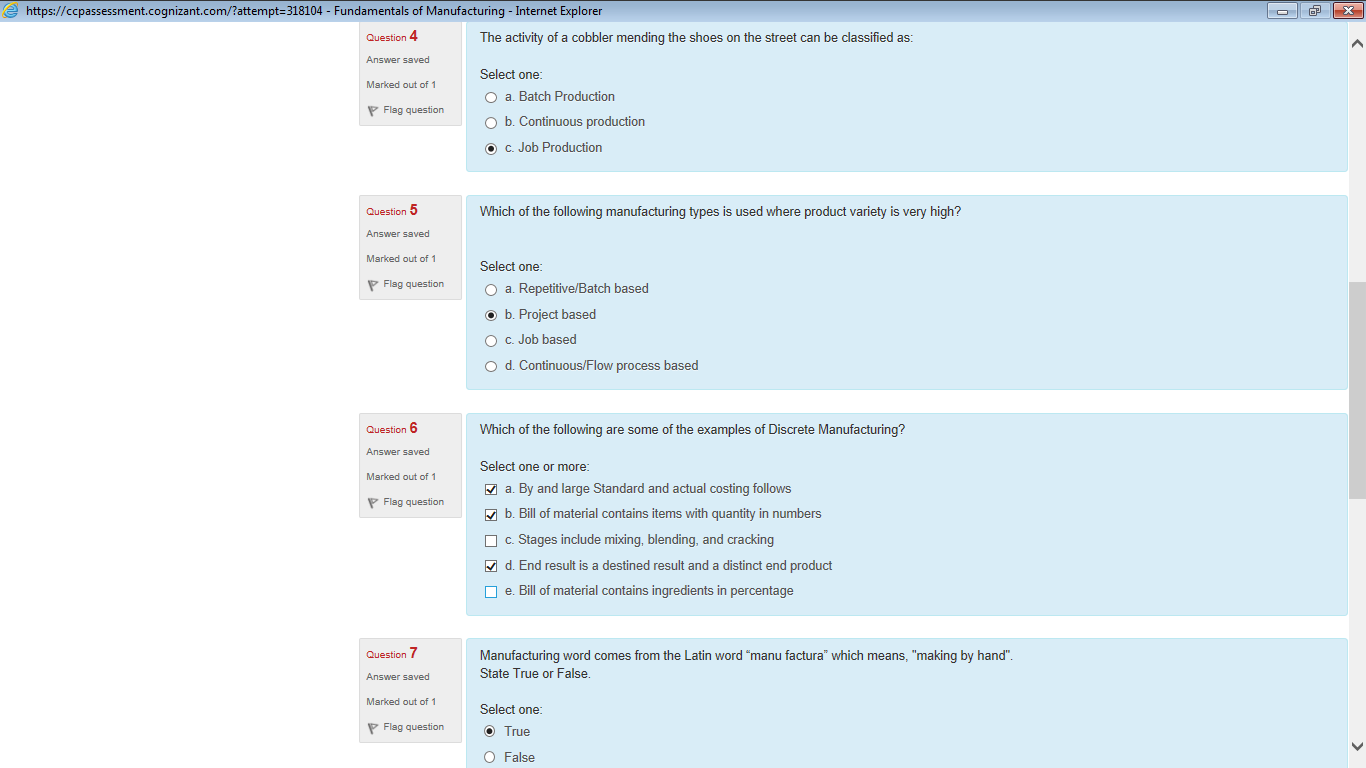 https://ccpassessment.cognizant.com/?attempt=318104 - Fundamentals of Manufacturing - Internet Explorer
Question 4
Answer saved
Marked out of 1
Flag question
The activity of a cobbler mending the shoes on the street can be classified as:
Select one:
a. Batch Production
b. Continuous production
c. Job Production
Question 5
Answer saved
Marked out of 1
Flag question
Which of the following manufacturing types is used where product variety is very high?
Select one:
a. Repetitive/Batch based
b. Project based
c. Job based
d. Continuous/Flow process based
Question 6
Answer saved
Marked out of 1
Flag question
Which of the following are some of the examples of Discrete Manufacturing?
Select one or more:
a. By and large Standard and actual costing follows
b. Bill of material contains items with quantity in numbers
c. Stages include mixing, blending, and cracking
d. End result is a destined result and a distinct end product
e. Bill of material contains ingredients in percentage
Question 7
Answer saved
Marked out of 1
Flag question
Manufacturing word comes from the Latin word “manu factura” which means, "making by hand".
State True or False.
Select one:
True
False